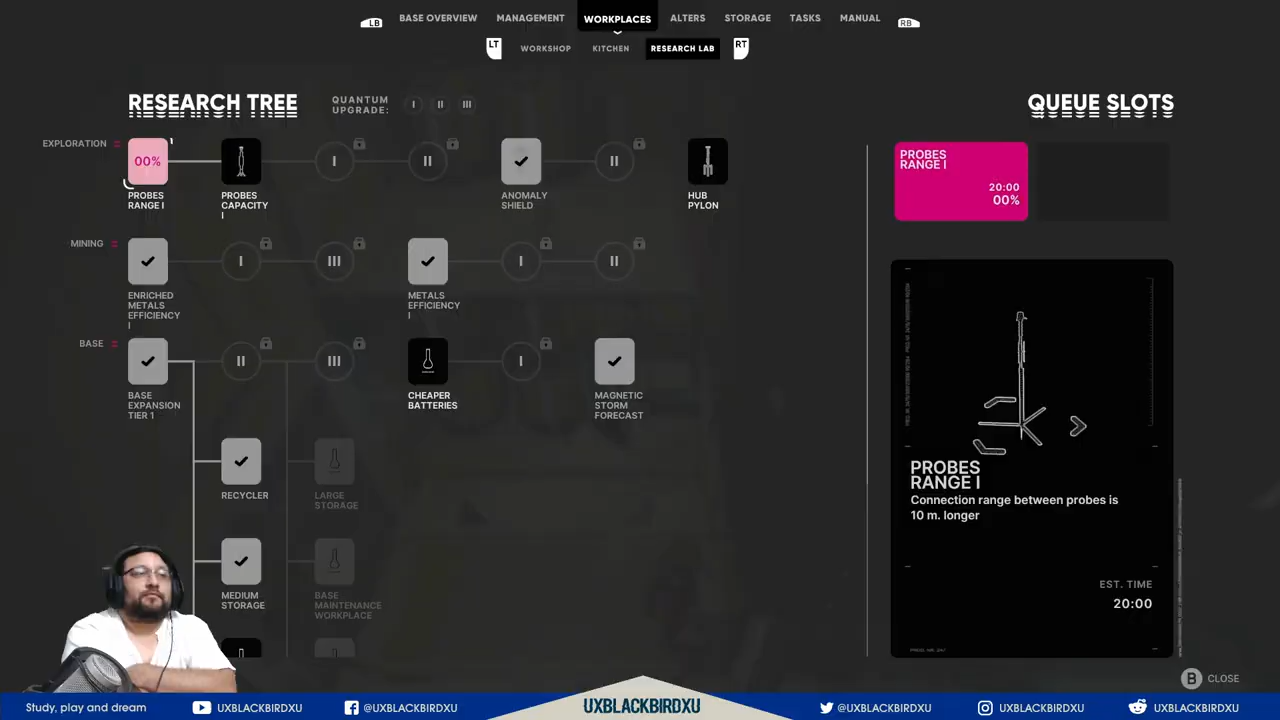 LB
BASE OVERVIEW
MANAGEMENT
WORKPLACES
ALTERS
STORAGE
TASKS
MANUAL
RB
LT
WORKSHOP
KITCHEN
RESEARCH LAB
RT
RESEARCH TREE
QUANTUM
UPGRADE:
I
II
III
QUEUE SLOTS
EXPLORATION
00%
I
II
II
PROBES
RANGE I
PROBES
CAPACITY
I
ANOMALY
SHIELD
HUB
PYLON
PROBES
RANGE I
20:00
00%
MINING
I
III
I
II
ENRICHED
METALS
EFFICIENCY
I
METALS
EFFICIENCY
I
BASE
II
III
I
BASE
EXPANSION
TIER 1
CHEAPER
BATTERIES
MAGNETIC
STORM
FORECAST
RECYCLER
LARGE
STORAGE
MEDIUM
STORAGE
BASE
MAINTENANCE
WORKPLACE
PROBES
RANGE I
Connection range between probes is
10 m. longer
EST. TIME
20:00
B
CLOSE
Study, play and dream
UXBLACKBIRDXU
@UXBLACKBIRDXU
UXBLACKBIRDXU
@UXBLACKBIRDXU
UXBLACKBIRDXU
UXBLACKBIRDXU